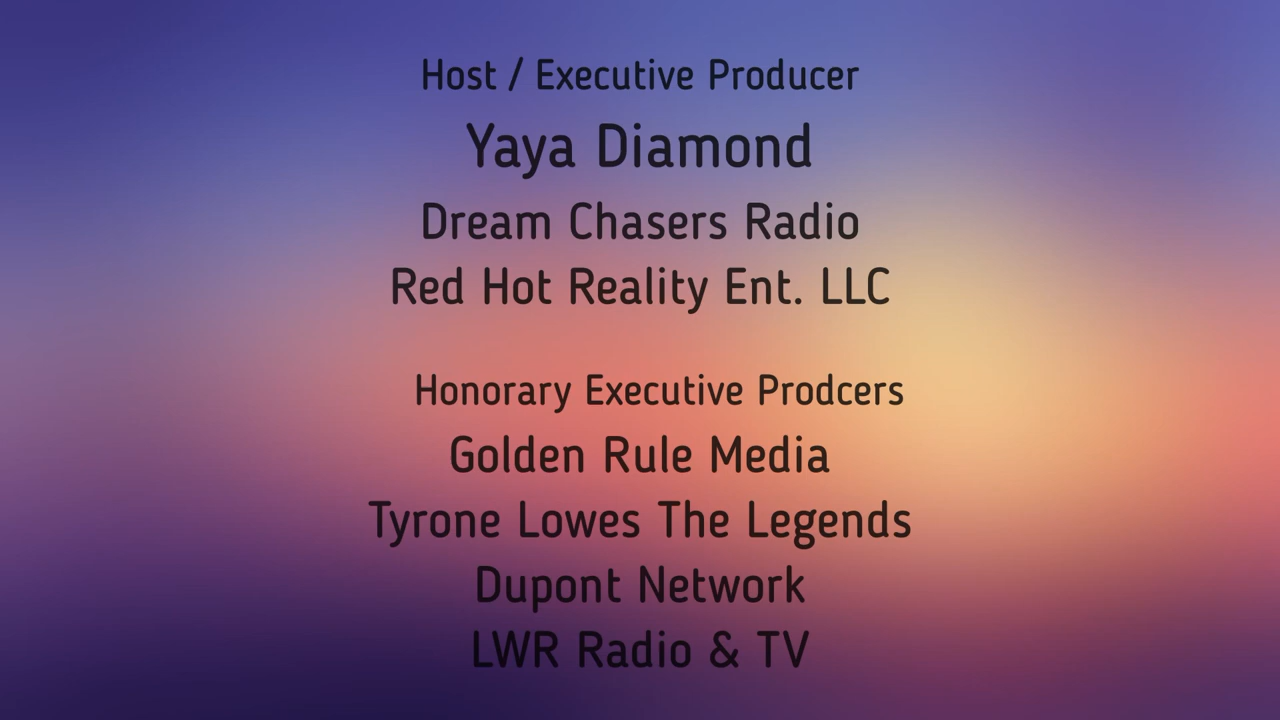 Host / Executive Producer
Yaya Diamond
Dream Chasers Radio
Red Hot Reality Ent. LLC
Honorary Executive Prodcers
Golden Rule Media
Tyrone Lowes The Legends
Dupont Network
LWR Radio & TV